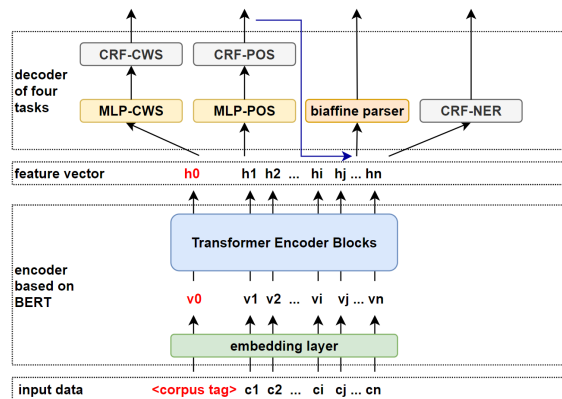 CRF-CWS CRF-POS
decoder
of four
tasks
MLP-CWS MLP-POS biaffine parser CRF-NER
feature vector h0 h1 h2 ... hi hj ... hn
Transformer Encoder Blocks
encoder
based on
BERT
v0 v1 v2 ... vi vj ... vn
embedding layer
input data <corpus tag> c1 c2 ... ci cj ... cn